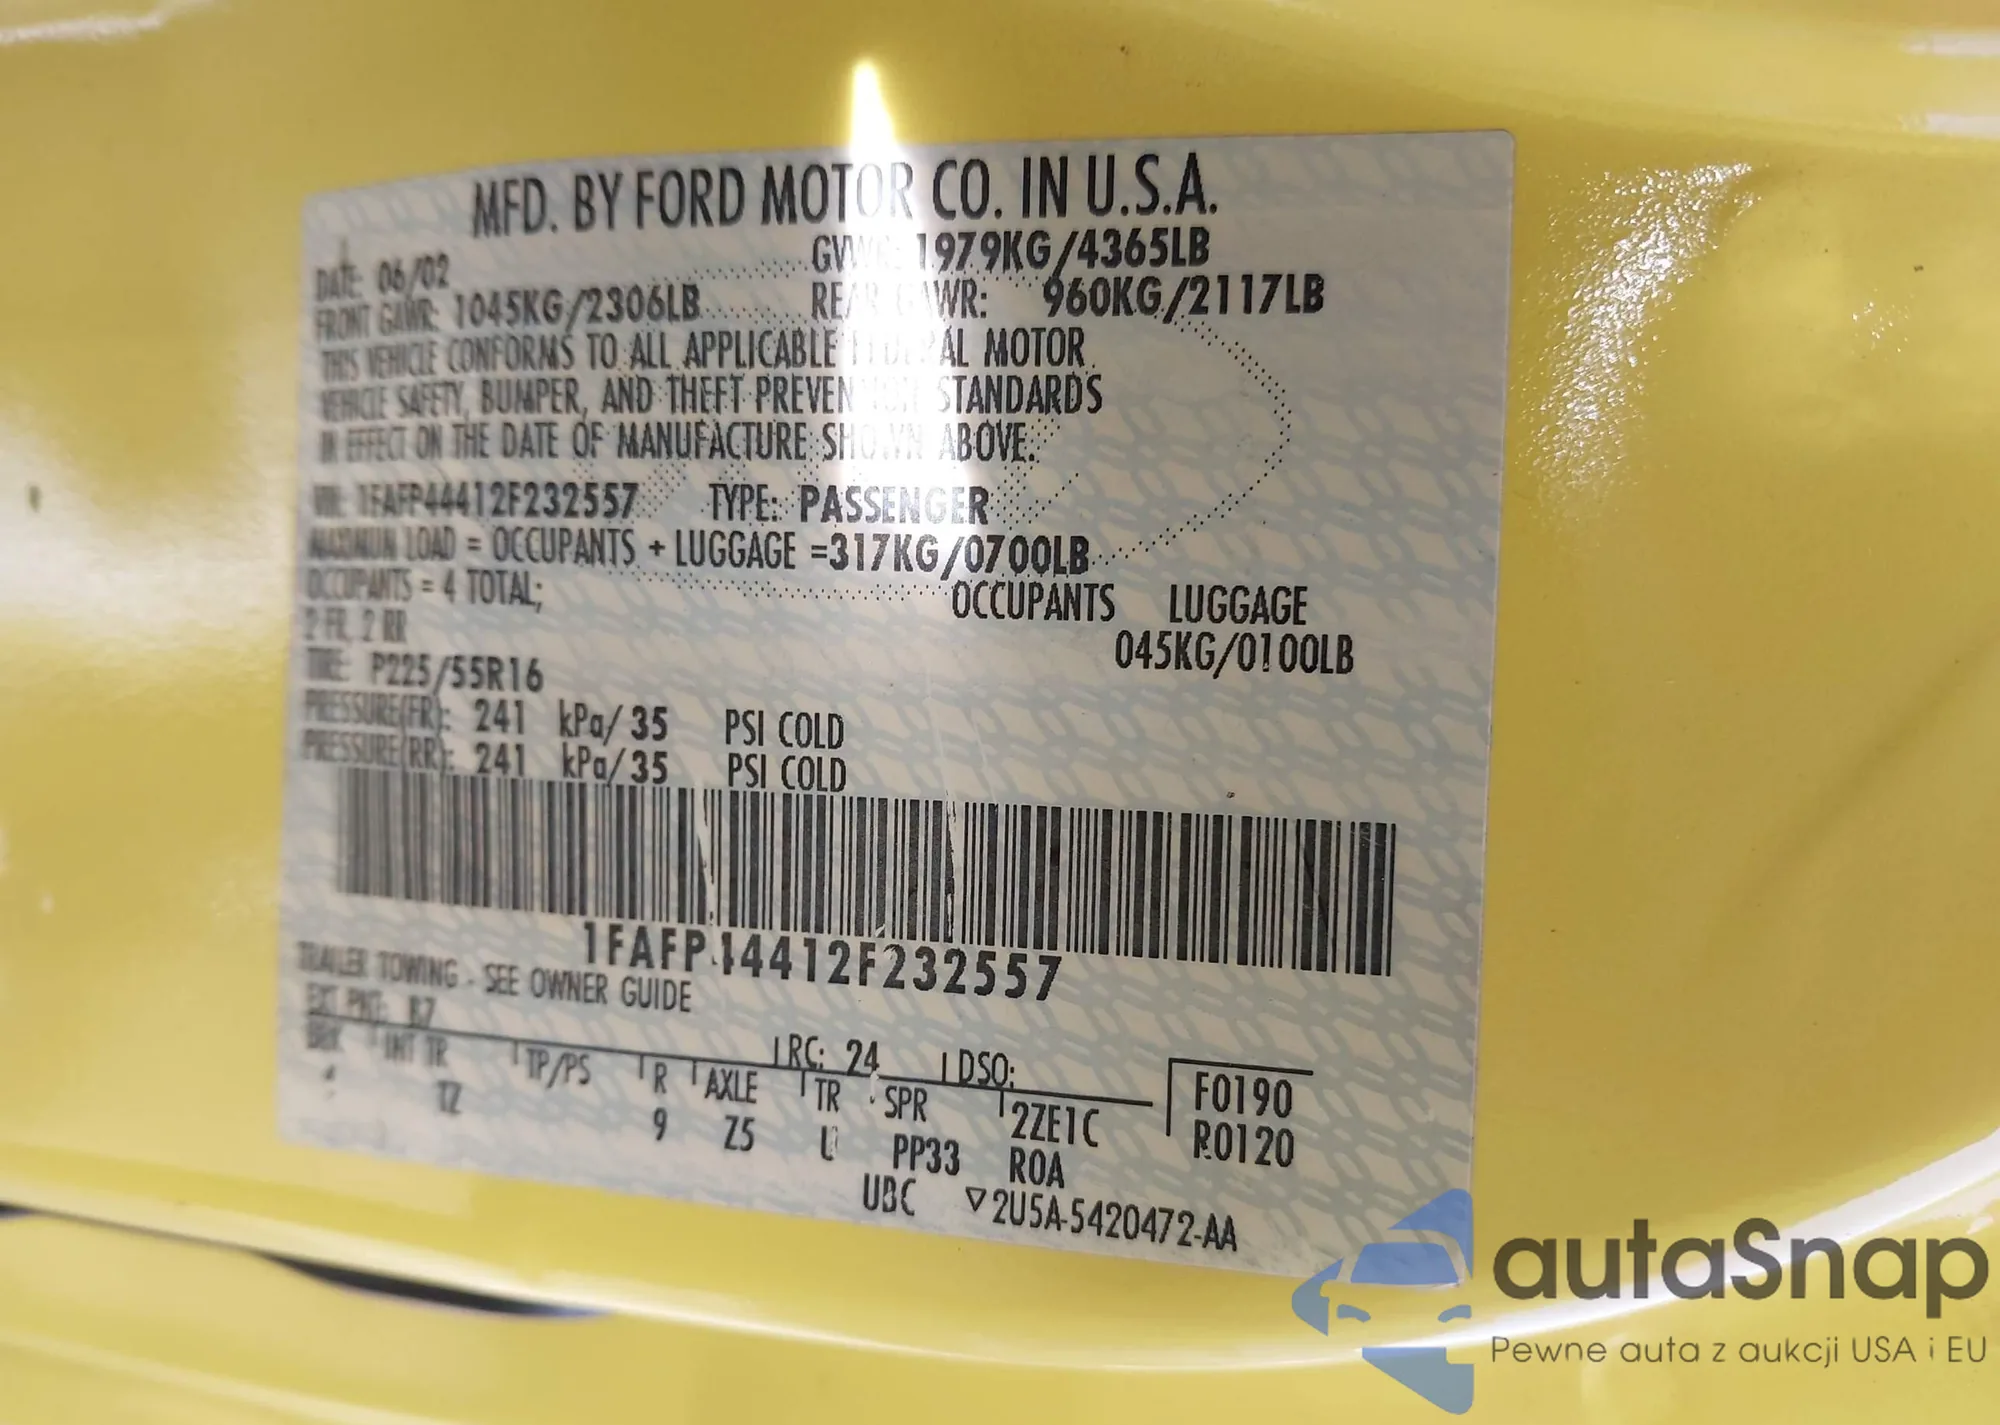 MFD. BY FORD MOTOR CO. IN U.S.A.
DATE: 06/02 GVWR: 1979KG/4365LB
FRONT GAWR: 1045KG/2306LB REAR GAWR: 960KG/2117LB
THIS VEHICLE CONFORMS TO ALL APPLICABLE FEDERAL MOTOR
VEHICLE SAFETY, BUMPER, AND THEFT PREVENTION STANDARDS
IN EFFECT ON THE DATE OF MANUFACTURE SHOWN ABOVE.
VIN: 1FAFP44412F232557 TYPE: PASSENGER
MAXIMUN LOAD = OCCUPANTS + LUGGAGE =317KG/0700LB
OCCUPANTS = 4 TOTAL; OCCUPANTS LUGGAGE
2 FR, 2 RR 045KG/0100LB
TIRE: P225/55R16
PRESSURE(FR): 241 kPa/35 PSI COLD
PRESSURE(RR): 241 kPa/35 PSI COLD
1FAFP44412F232557
TRAILER TOWING - SEE OWNER GUIDE
EXT PNT: RC: 24 DSO: F0190
BRK INT TR TP/PS R AXLE TR SPR 2ZE1C R0120
TZ 9 Z5 U PP33 ROA
UBC ▽2U5A-5420472-AA
autaSnap
Pewne auta z aukcji USA i EU